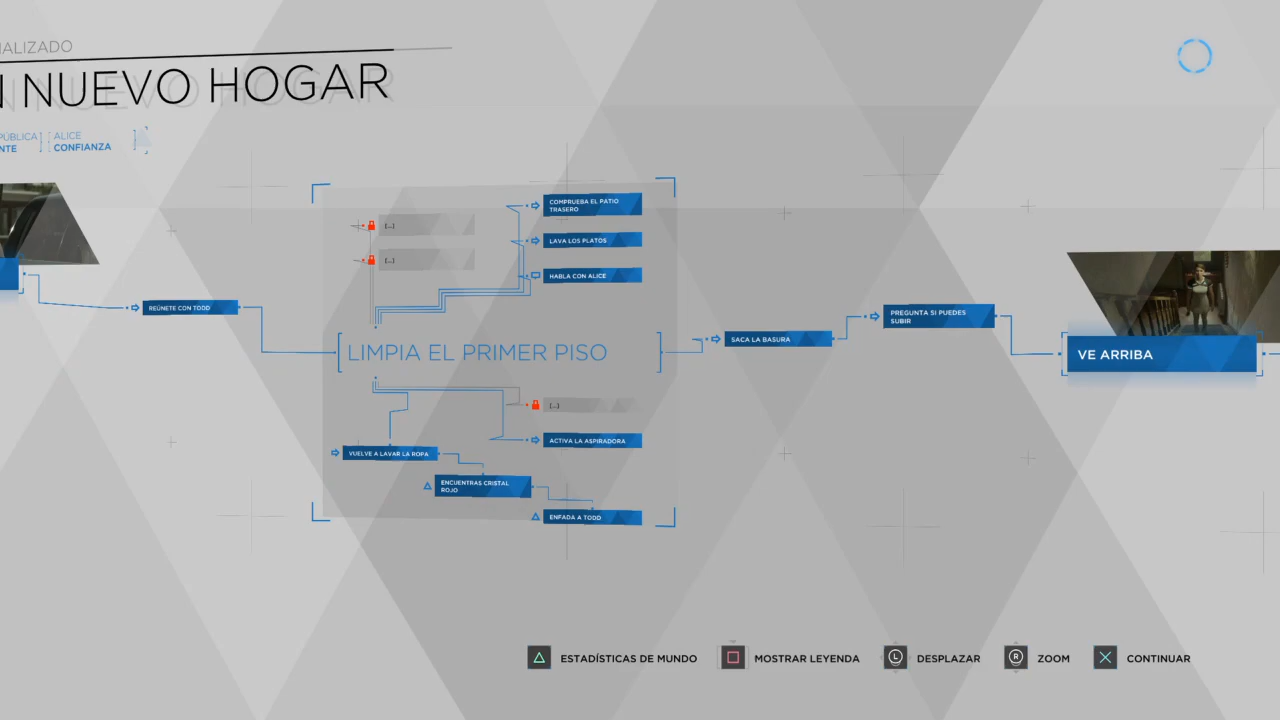 ALIZADO
N NUEVO HOGAR
PÚBLICA
NTE
ALICE
CONFIANZA
REÚNETE CON TODD
[...]
[...]
COMPRUEBA EL PATIO
TRASERO
LAVA LOS PLATOS
HABLA CON ALICE
LIMPIA EL PRIMER PISO
[...]
ACTIVA LA ASPIRADORA
VUELVE A LAVAR LA ROPA
ENCUENTRAS CRISTAL
ROJO
ENFADA A TODD
SACA LA BASURA
PREGUNTA SI PUEDES
SUBIR
VE ARRIBA
ESTADÍSTICAS DE MUNDO
MOSTRAR LEYENDA
L
DESPLAZAR
R
ZOOM
CONTINUAR